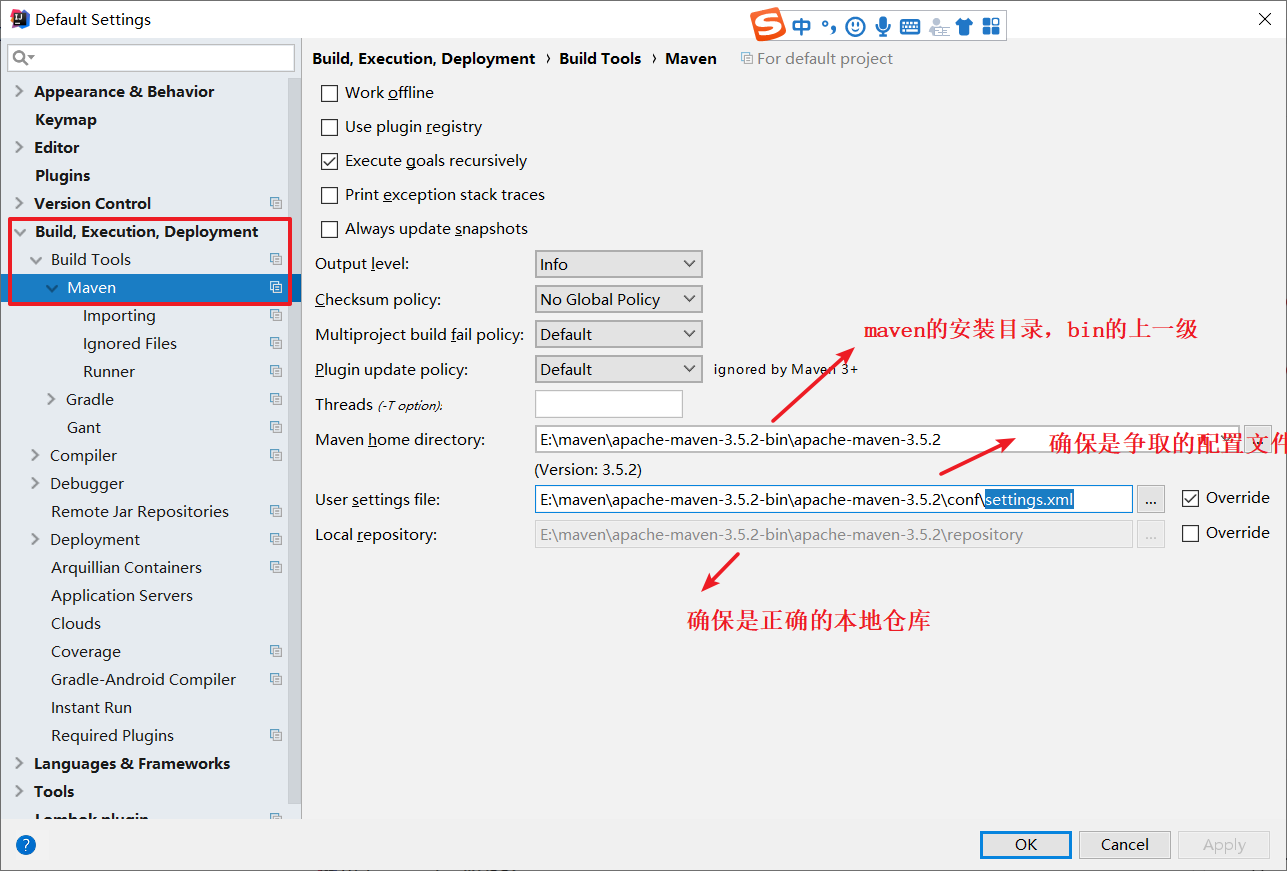 Default Settings
中
Build, Execution, Deployment › Build Tools › Maven For default project
Appearance & Behavior
Keymap
Editor
Plugins
Version Control
Build, Execution, Deployment
Build Tools
Maven
Importing
Ignored Files
Runner
Gradle
Gant
Compiler
Debugger
Remote Jar Repositories
Deployment
Arquillian Containers
Application Servers
Clouds
Coverage
Gradle-Android Compiler
Instant Run
Required Plugins
Languages & Frameworks
Tools
Lombok plugin
Work offline
Use plugin registry
Execute goals recursively
Print exception stack traces
Always update snapshots
Output level: Info
Checksum policy: No Global Policy
Multiproject build fail policy: Default
maven的安装目录，bin的上一级
Plugin update policy: Default ignored by Maven 3+
Threads (-T option):
Maven home directory: E:\maven\apache-maven-3.5.2-bin\apache-maven-3.5.2
确保是争取的配置文件
(Version: 3.5.2)
User settings file: E:\maven\apache-maven-3.5.2-bin\apache-maven-3.5.2\conf\settings.xml ... Override
Local repository: E:\maven\apache-maven-3.5.2-bin\apache-maven-3.5.2\repository ... Override
确保是正确的本地仓库
? OK Cancel Apply